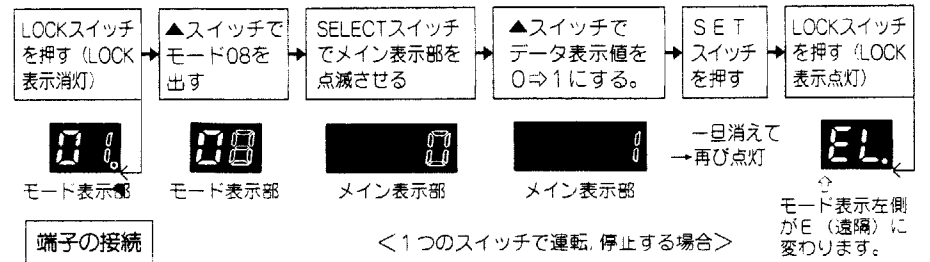 LOCKスイッチ
を押す（LOCK
表示消灯）
▲スイッチで
モード08を
出す
SELECTスイッチ
でメイン表示部を
点滅させる
▲スイッチで
データ表示値を
0⇨1にする。
SET
スイッチ
を押す
LOCKスイッチ
を押す（LOCK
表示点灯）
01.
モード表示部
08
モード表示部
0
メイン表示部
1
メイン表示部
一旦消えて
→再び点灯
EL.
⇧
モード表示左側
がE（遠隔）に
変わります。
端子の接続
＜1つのスイッチで運転,停止する場合＞